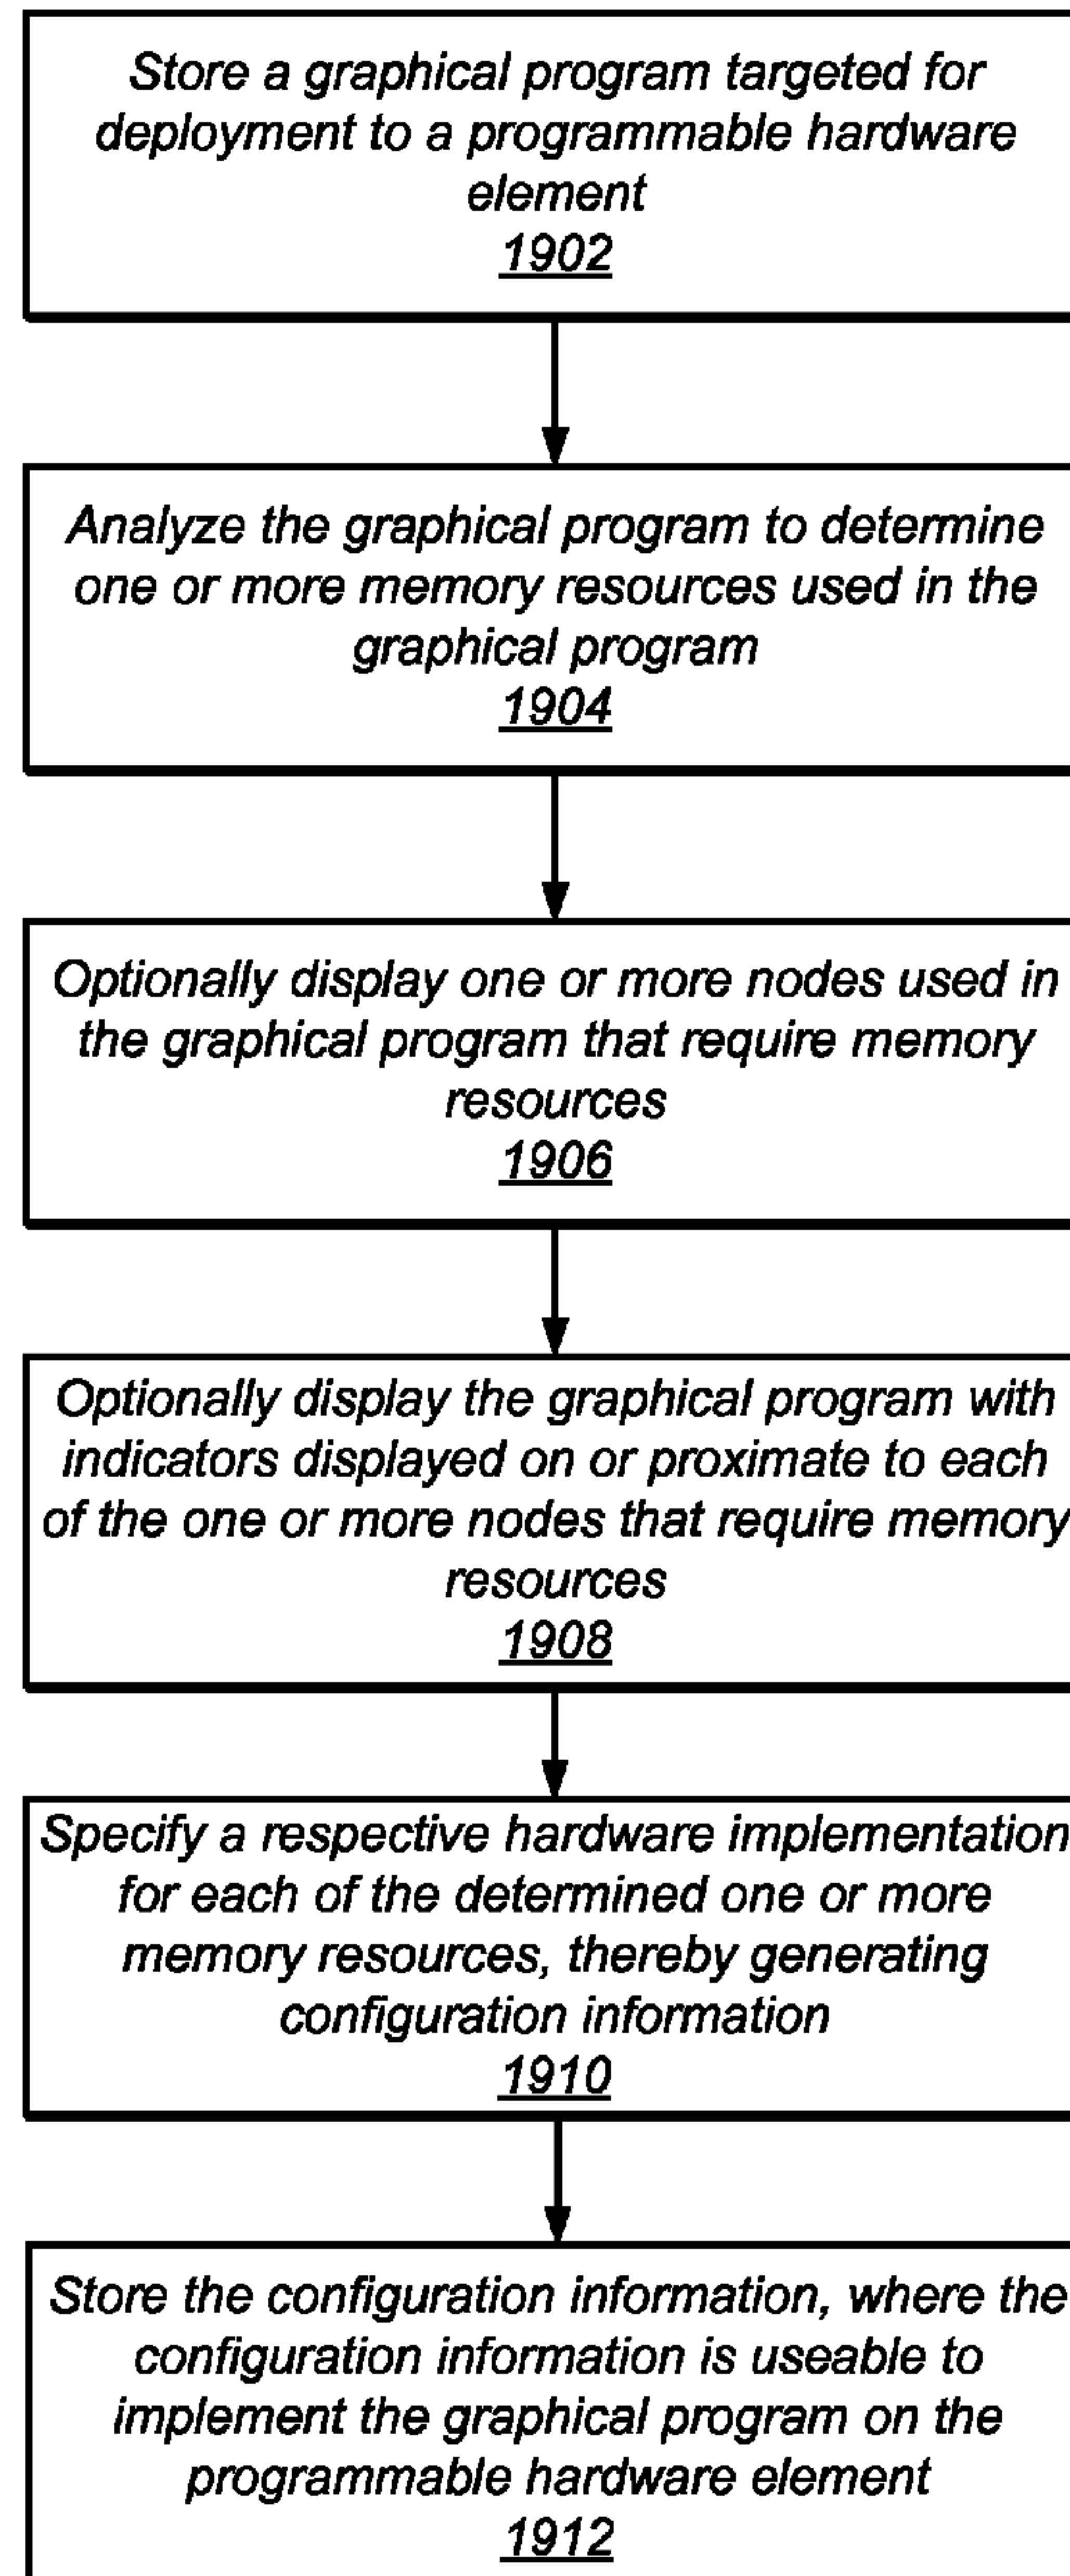 Store a graphical program targeted for
deployment to a programmable hardware
element
1902
Analyze the graphical program to determine
one or more memory resources used in the
graphical program
1904
Optionally display one or more nodes used in
the graphical program that require memory
resources
1906
Optionally display the graphical program with
indicators displayed on or proximate to each
of the one or more nodes that require memory
resources
1908
Specify a respective hardware implementation
for each of the determined one or more
memory resources, thereby generating
configuration information
1910
Store the configuration information, where the
configuration information is useable to
implement the graphical program on the
programmable hardware element
1912